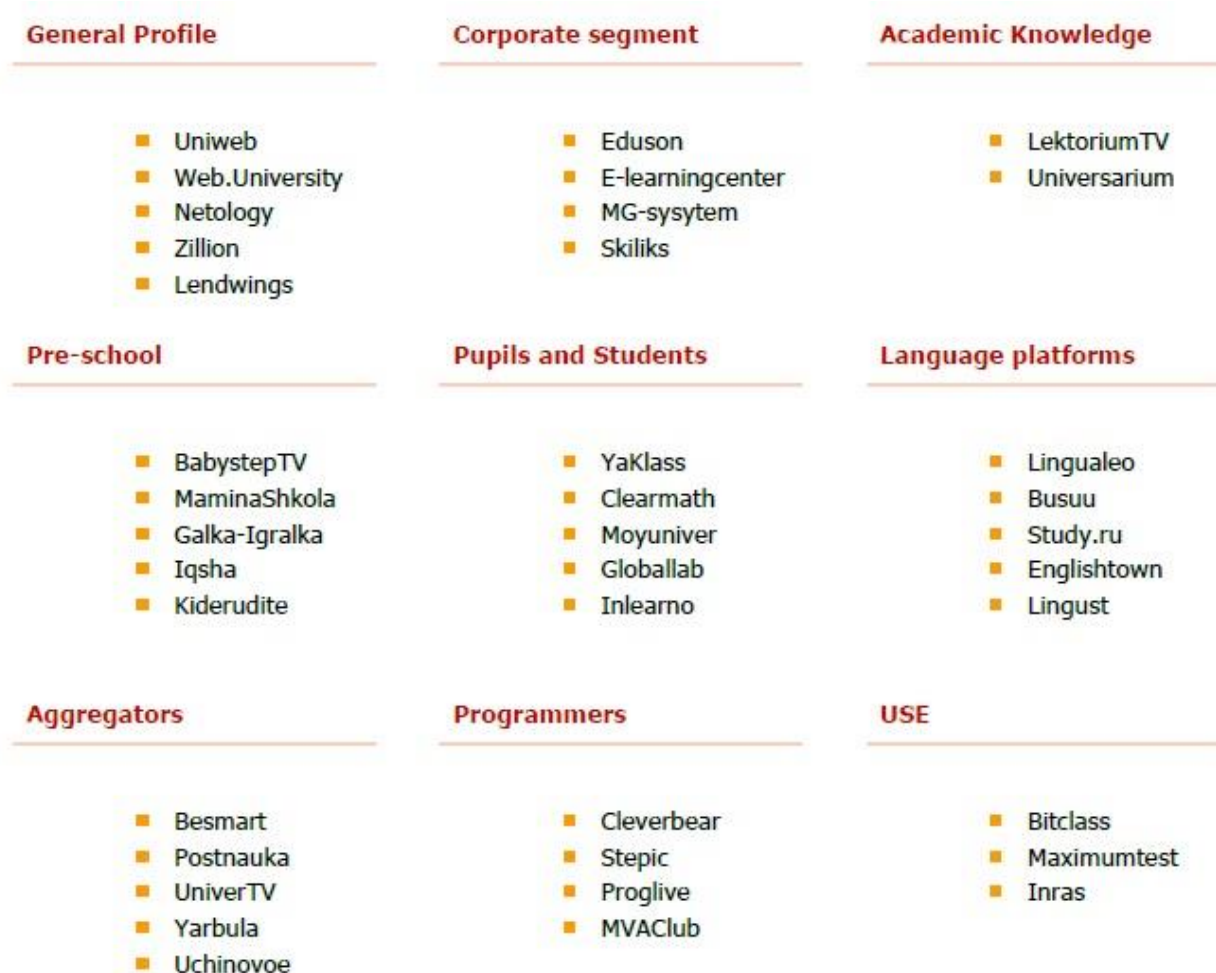 General Profile
Uniweb
Web.University
Netology
Zillion
Lendwings
Corporate segment
Eduson
E-learningcenter
MG-sysytem
Skiliks
Academic Knowledge
LektoriumTV
Universarium
Pre-school
BabystepTV
MaminaShkola
Galka-Igralka
Iqsha
Kiderudite
Pupils and Students
YaKlass
Clearmath
Moyuniver
Globallab
Inlearno
Language platforms
Lingualeo
Busuu
Study.ru
Englishtown
Lingust
Aggregators
Besmart
Postnauka
UniverTV
Yarbula
Uchinovoe
Programmers
Cleverbear
Stepic
Proglive
MVAClub
USE
Bitclass
Maximumtest
Inras